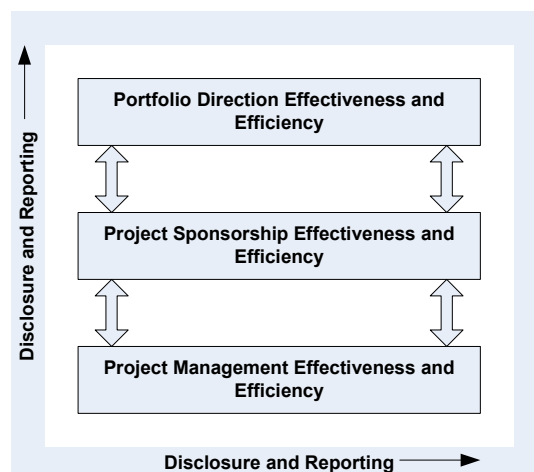 Portfolio Direction Effectiveness and
Efficiency
Project Sponsorship Effectiveness and
Efficiency
Project Management Effectiveness and
Efficiency
Disclosure and Reporting
Disclosure and Reporting